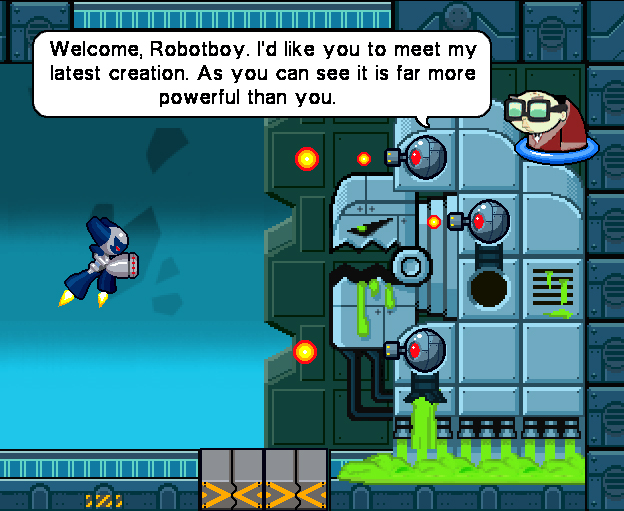 Welcome, Robotboy. I'd like you to meet my
latest creation. As you can see it is far more
powerful than you.